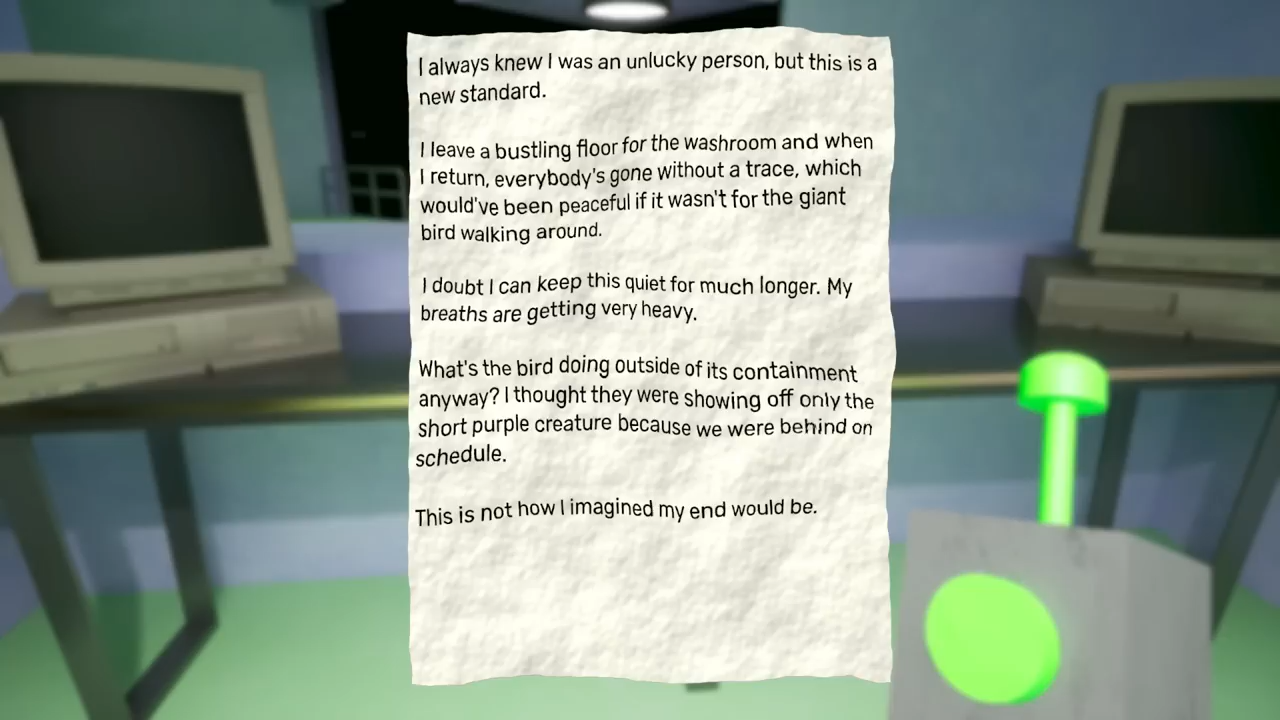 I always knew I was an unlucky person, but this is a
new standard.
I leave a bustling floor for the washroom and when
I return, everybody's gone without a trace, which
would've been peaceful if it wasn't for the giant
bird walking around.
I doubt I can keep this quiet for much longer. My
breaths are getting very heavy.
What's the bird doing outside of its containment
anyway? I thought they were showing off only the
short purple creature because we were behind on
schedule.
This is not how I imagined my end would be.